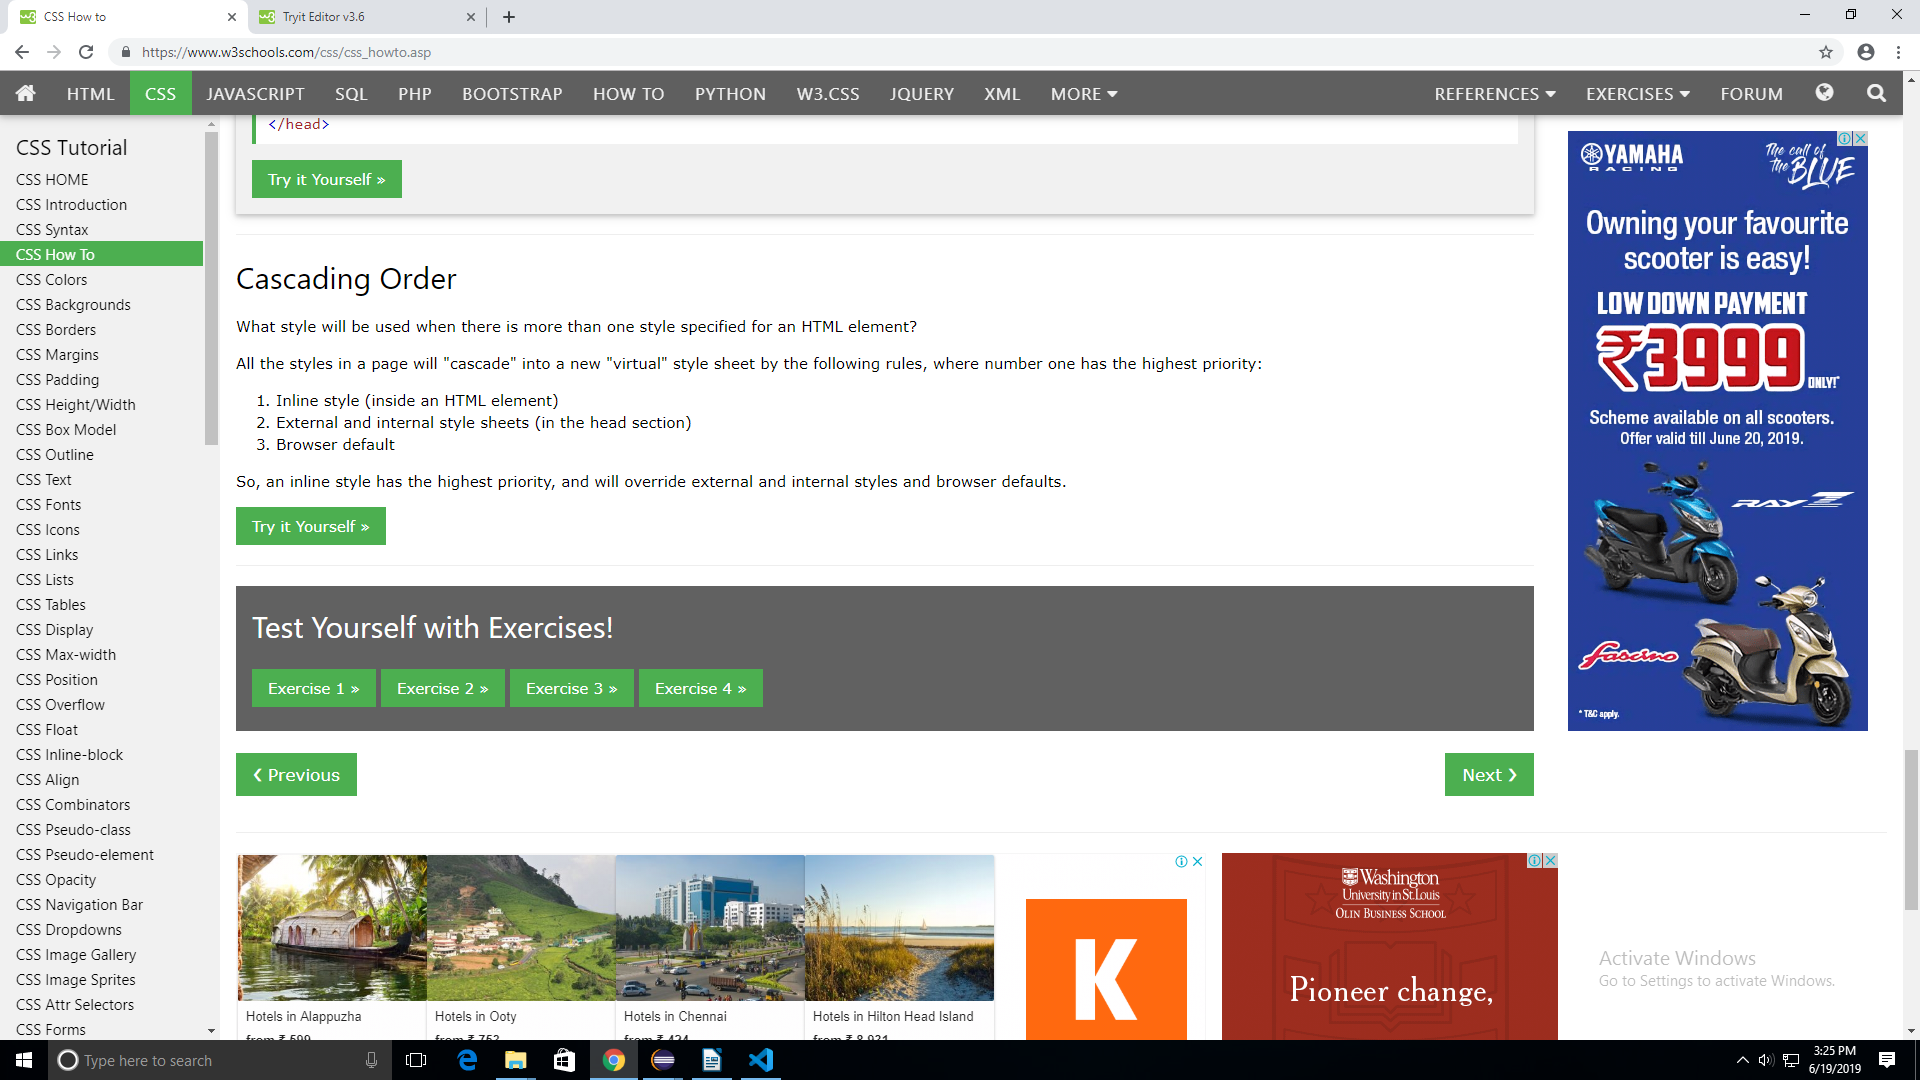 CSS How to
Tryit Editor v3.6
https://www.w3schools.com/css/css_howto.asp
HTML
CSS
JAVASCRIPT
SQL
PHP
BOOTSTRAP
HOW TO
PYTHON
W3.CSS
JQUERY
XML
MORE
REFERENCES
EXERCISES
FORUM
CSS Tutorial
CSS HOME
CSS Introduction
CSS Syntax
CSS How To
CSS Colors
CSS Backgrounds
CSS Borders
CSS Margins
CSS Padding
CSS Height/Width
CSS Box Model
CSS Outline
CSS Text
CSS Fonts
CSS Icons
CSS Links
CSS Lists
CSS Tables
CSS Display
CSS Max-width
CSS Position
CSS Overflow
CSS Float
CSS Inline-block
CSS Align
CSS Combinators
CSS Pseudo-class
CSS Pseudo-element
CSS Opacity
CSS Navigation Bar
CSS Dropdowns
CSS Image Gallery
CSS Image Sprites
CSS Attr Selectors
CSS Forms
</head>
Try it Yourself »
Cascading Order
What style will be used when there is more than one style specified for an HTML element?
All the styles in a page will "cascade" into a new "virtual" style sheet by the following rules, where number one has the highest priority:
1. Inline style (inside an HTML element)
2. External and internal style sheets (in the head section)
3. Browser default
So, an inline style has the highest priority, and will override external and internal styles and browser defaults.
Try it Yourself »
Test Yourself with Exercises!
Exercise 1 »
Exercise 2 »
Exercise 3 »
Exercise 4 »
❮ Previous
Next ❯
YAMAHA
RACING
The call of
the BLUE
Owning your favourite
scooter is easy!
LOW DOWN PAYMENT
₹3999
ONLY!*
Scheme available on all scooters.
Offer valid till June 20, 2019.
RAY Z
Fascino
* T&C apply.
Hotels in Alappuzha
from ₹ 599
Hotels in Ooty
from ₹ 753
Hotels in Chennai
from ₹ 424
Hotels in Hilton Head Island
from ₹ 8,931
K
Washington
University in St. Louis
OLIN BUSINESS SCHOOL
Pioneer change,
Activate Windows
Go to Settings to activate Windows.
Type here to search
3:25 PM
6/19/2019